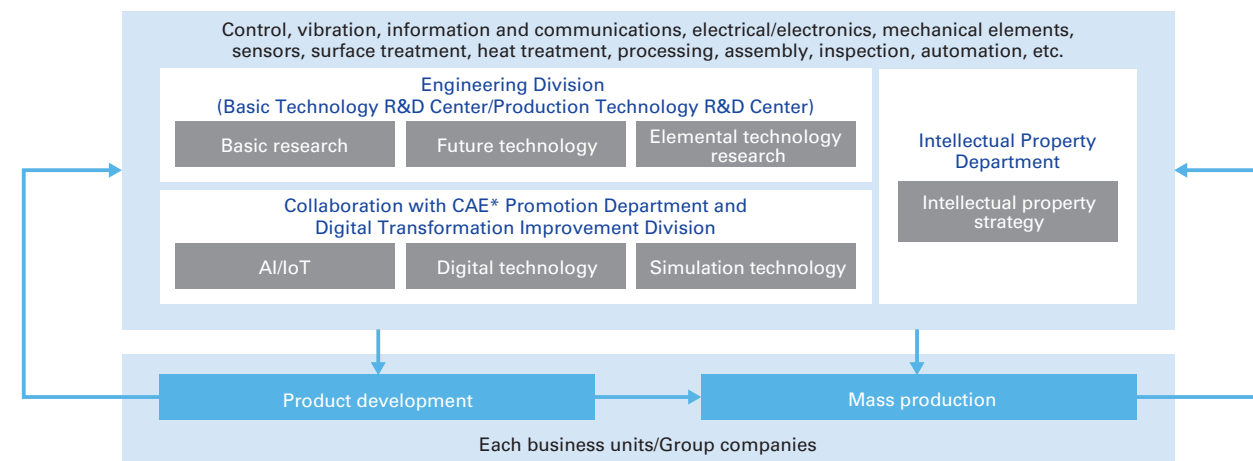 Control, vibration, information and communications, electrical/electronics, mechanical elements,
sensors, surface treatment, heat treatment, processing, assembly, inspection, automation, etc.
Engineering Division
(Basic Technology R&D Center/Production Technology R&D Center)
Basic research
Future technology
Elemental technology
research
Collaboration with CAE* Promotion Department and
Digital Transformation Improvement Division
AI/IoT
Digital technology
Simulation technology
Intellectual Property
Department
Intellectual property
strategy
Product development
Mass production
Each business units/Group companies